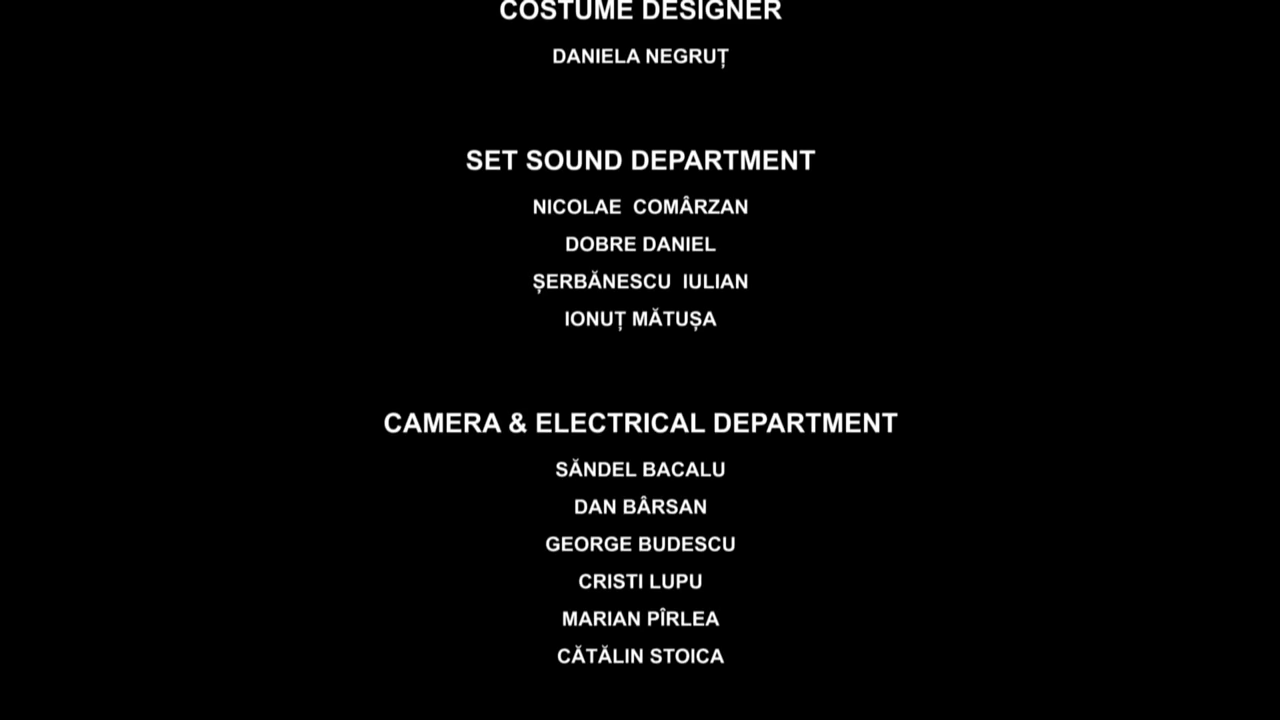 COSTUME DESIGNER
DANIELA NEGRUȚ
SET SOUND DEPARTMENT
NICOLAE  COMÂRZAN
DOBRE DANIEL
ȘERBĂNESCU  IULIAN
IONUȚ MĂTUȘA
CAMERA & ELECTRICAL DEPARTMENT
SĂNDEL BACALU
DAN BÂRSAN
GEORGE BUDESCU
CRISTI LUPU
MARIAN PÎRLEA
CĂTĂLIN STOICA